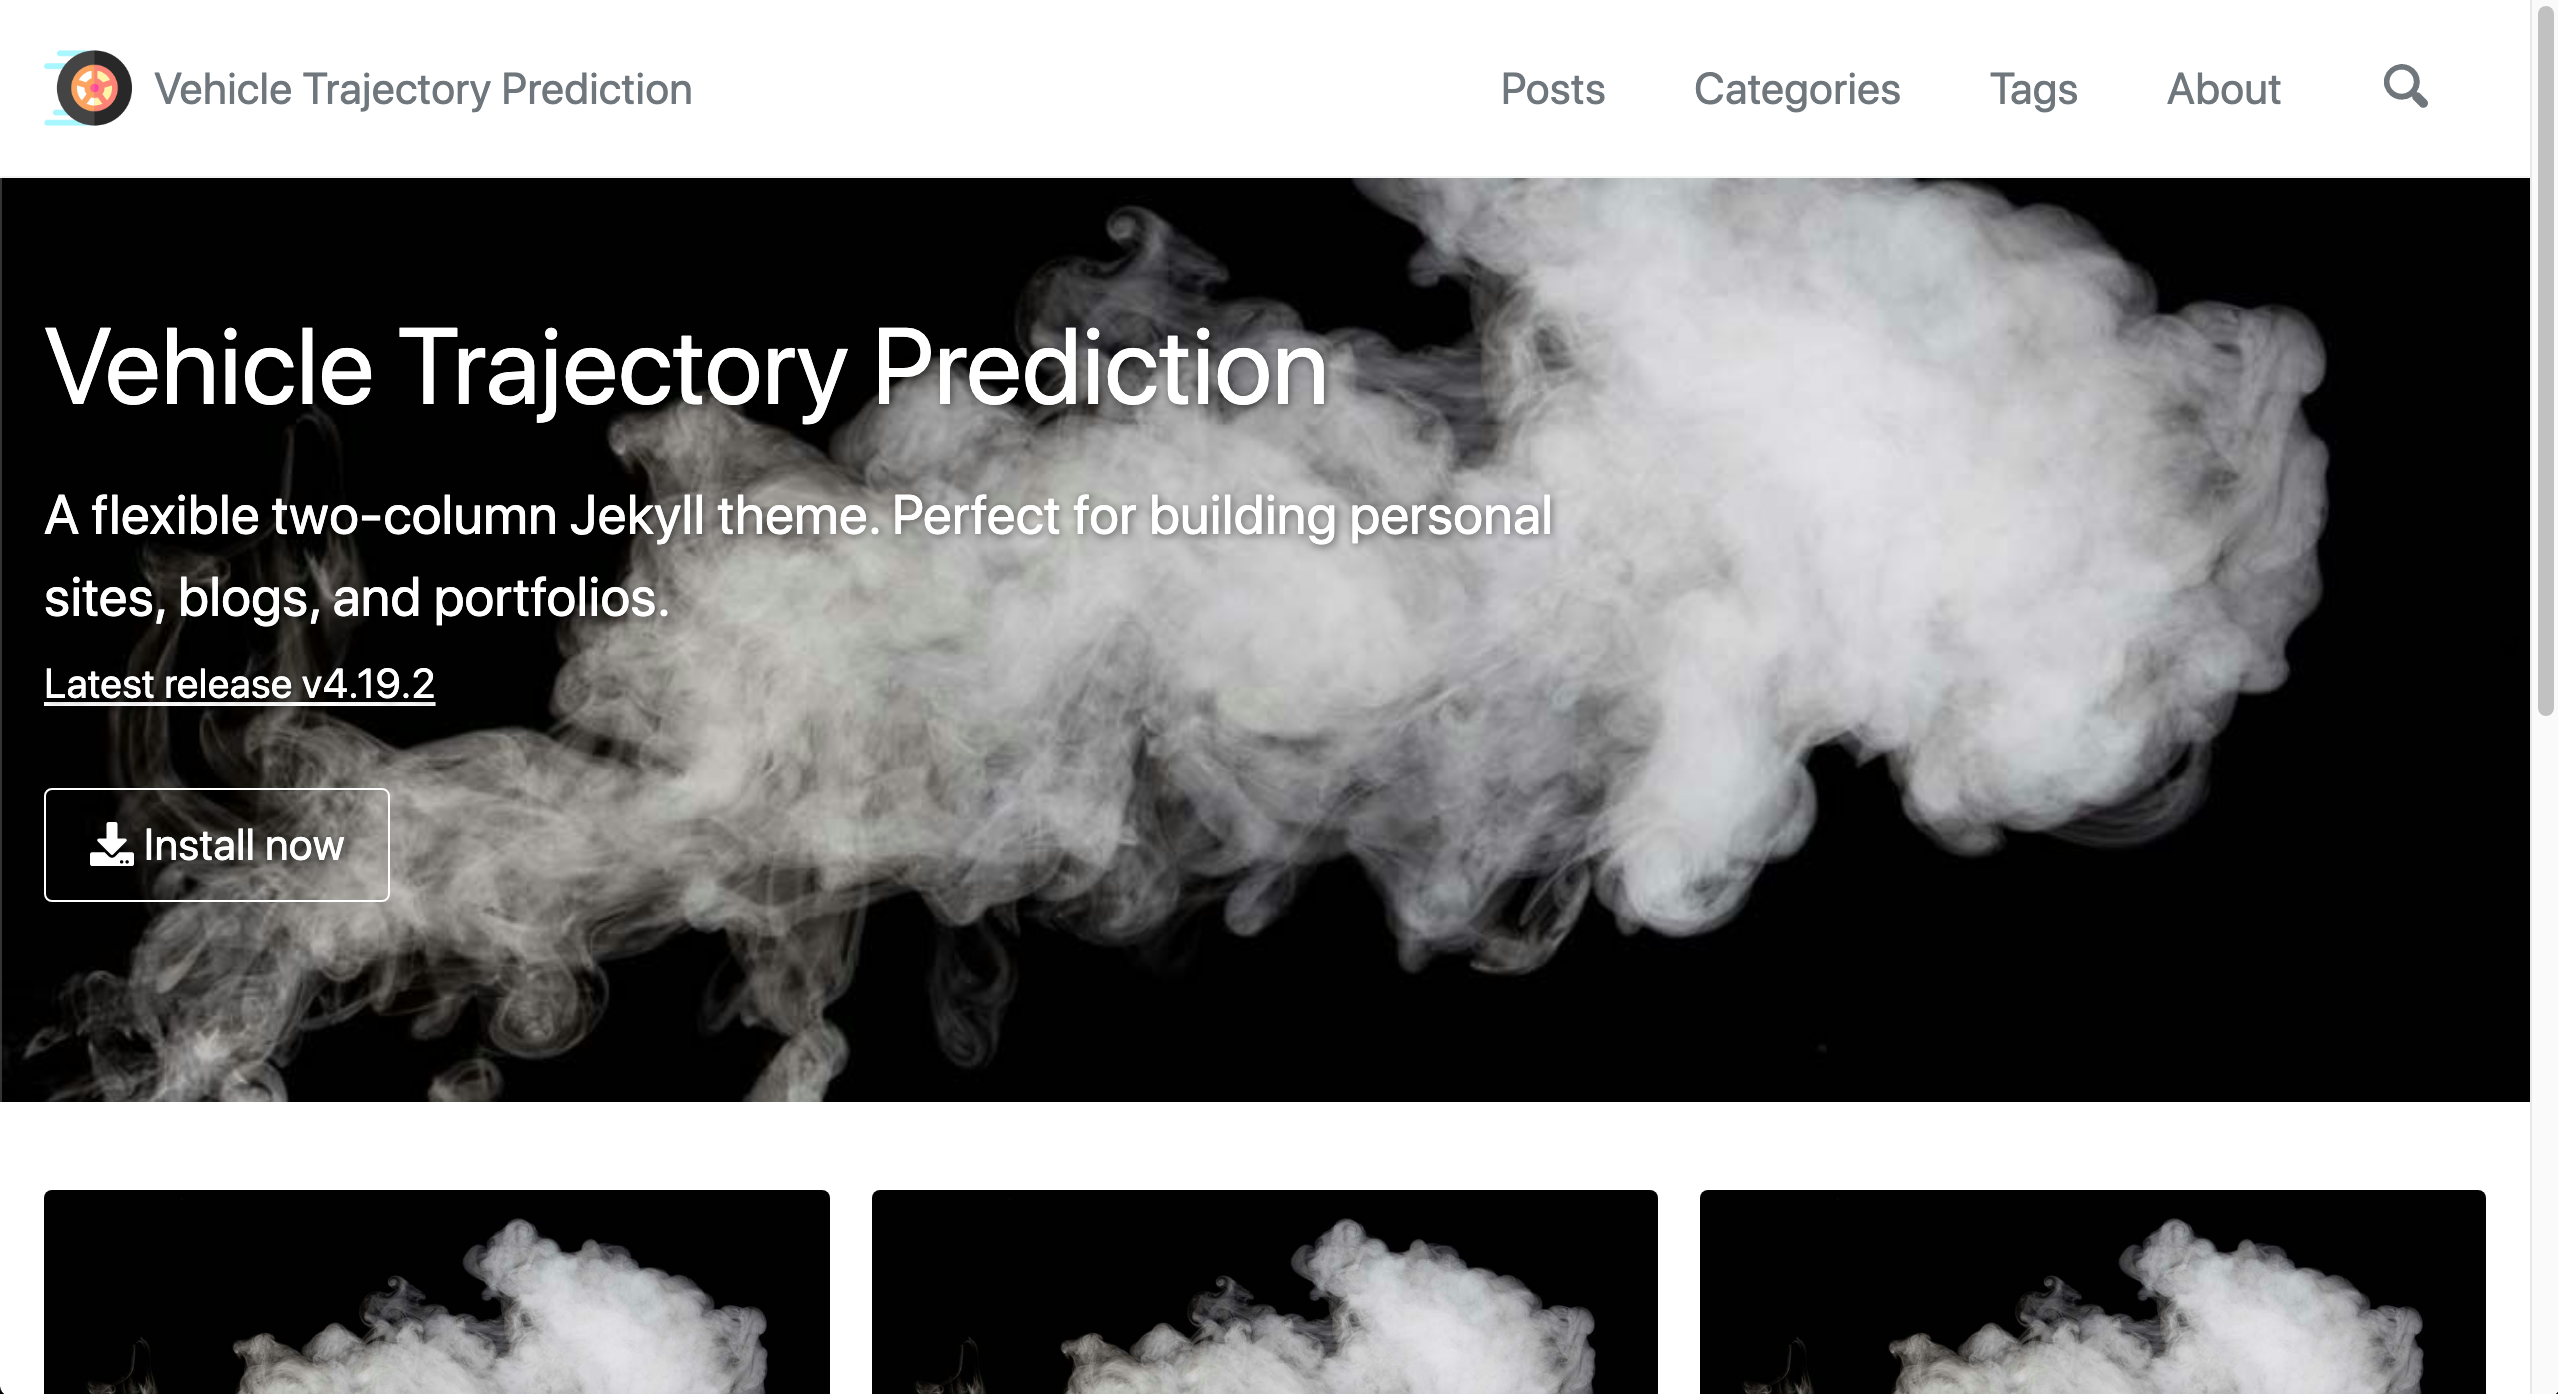 Vehicle Trajectory Prediction
Posts Categories Tags About
Vehicle Trajectory Prediction
A flexible two-column Jekyll theme. Perfect for building personal
sites, blogs, and portfolios.
Latest release v4.19.2
Install now